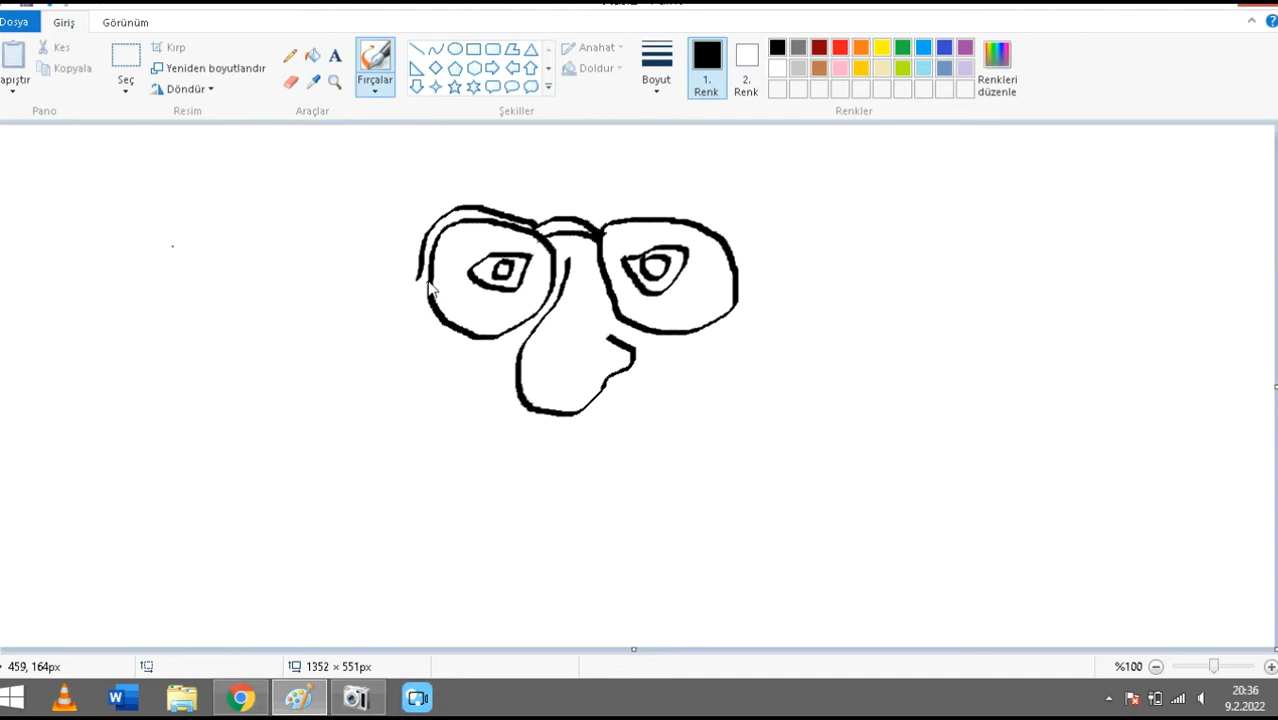 Dosya Giriş Görünüm
Kes
Kopyala
apıştır
Pano
Seç
Kırp
Yeniden boyutlandır
Döndür
Resim
Araçlar
Fırçalar
Şekiller
Anahat
Doldur
Boyut
1.
Renk
2.
Renk
Renkleri
düzenle
Renkler
459, 164px
1352 × 551px
%100
20:36
9.2.2022